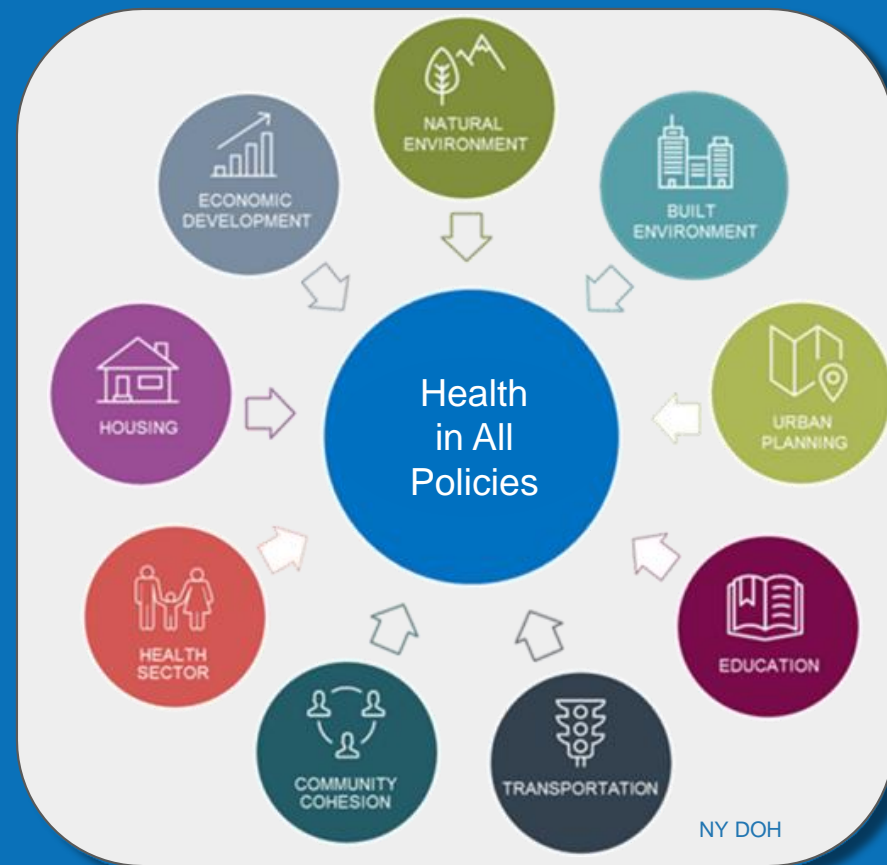 NATURAL
ENVIRONMENT
ECONOMIC
DEVELOPMENT
BUILT
ENVIRONMENT
HOUSING
Health
in All
Policies
URBAN
PLANNING
HEALTH
SECTOR
EDUCATION
COMMUNITY
COHESION
TRANSPORTATION
NY DOH